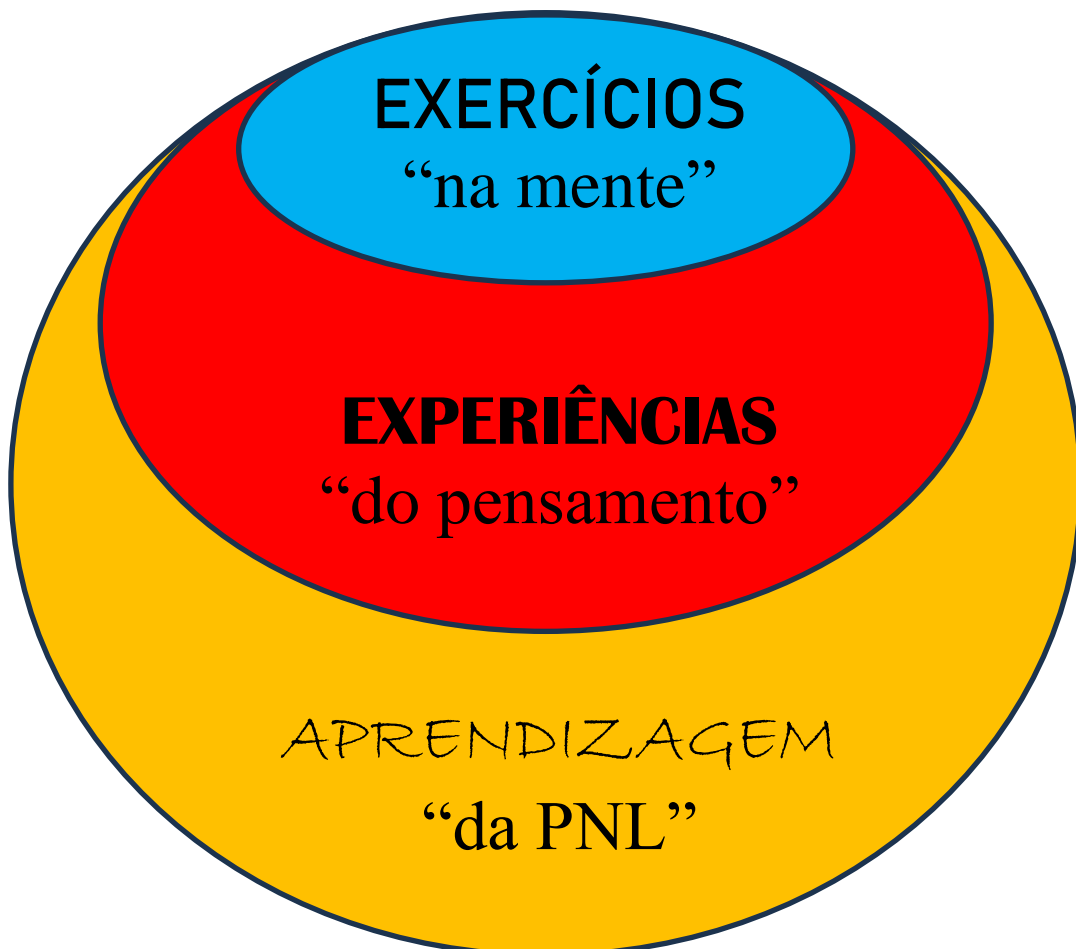 EXERCÍCIOS
“na mente”
EXPERIÊNCIAS
“do pensamento”
APRENDIZAGEM
“da PNL”